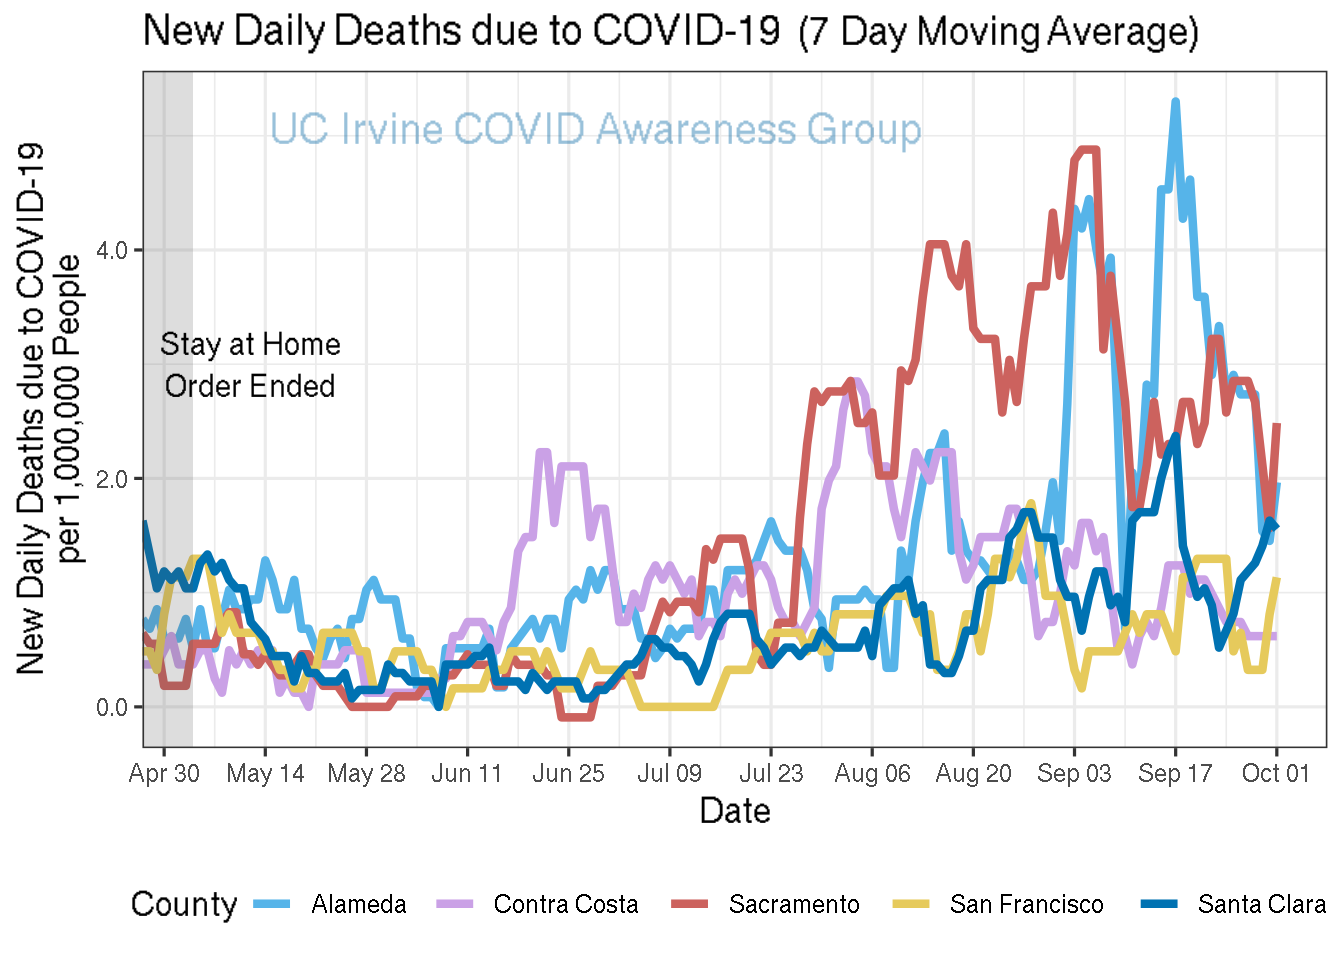 New Daily Deaths due to COVID-19 (7 Day Moving Average)
UC Irvine COVID Awareness Group
New Daily Deaths due to COVID-19
per 1,000,000 People
4.0
2.0
0.0
Stay at Home
Order Ended
Apr 30 May 14 May 28 Jun 11 Jun 25 Jul 09 Jul 23 Aug 06 Aug 20 Sep 03 Sep 17 Oct 01
Date
County Alameda Contra Costa Sacramento San Francisco Santa Clara